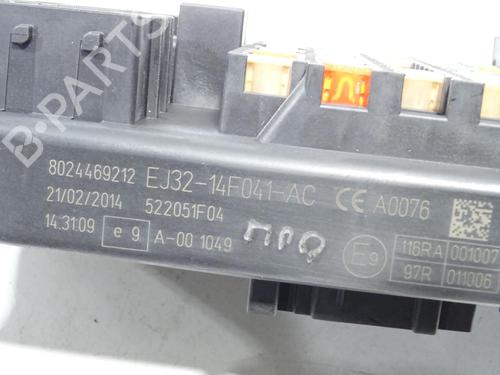 B-PARTS
8024469212 EJ32-14F041-AC CE A0076
21/02/2014 522051F04
14:31:09 e9 A-00 1049 E9
116RA 001007
97R 011006